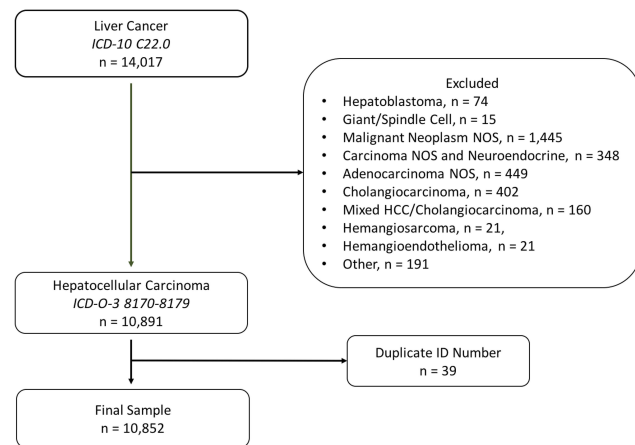 Liver Cancer
ICD-10 C22.0
n = 14,017
Excluded
• Hepatoblastoma, n = 74
• Giant/Spindle Cell, n = 15
• Malignant Neoplasm NOS, n = 1,445
• Carcinoma NOS and Neuroendocrine, n = 348
• Adenocarcinoma NOS, n = 449
• Cholangiocarcinoma, n = 402
• Mixed HCC/Cholangiocarcinoma, n = 160
• Hemangiosarcoma, n = 21,
• Hemangioendothelioma, n = 21
• Other, n = 191
Hepatocellular Carcinoma
ICD-O-3 8170-8179
n = 10,891
Duplicate ID Number
n = 39
Final Sample
n = 10,852